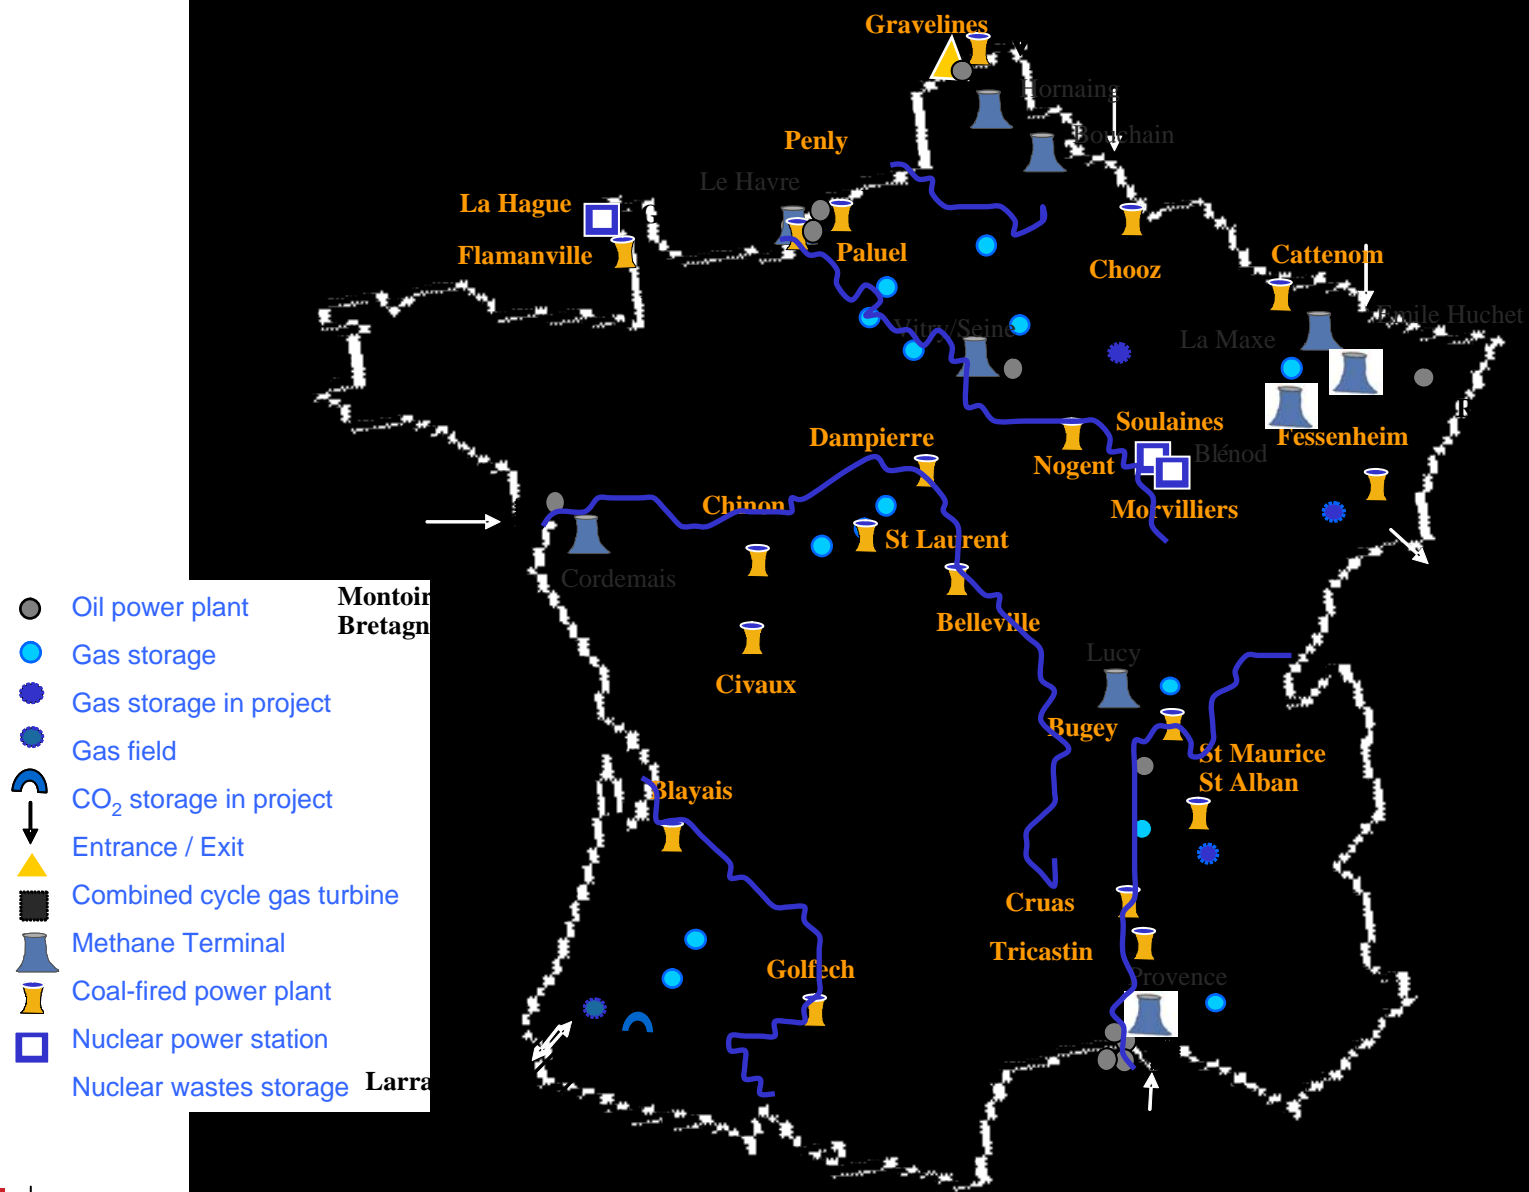 Gravelines
Hornaing
Bouchain
Penly
Le Havre
La Hague
Flamanville
Paluel
Chooz
Cattenom
Emile Huchet
Vitry/Seine
La Maxe
Soulaines
Fessenheim
Dampierre
Nogent
Blénod
Chinon
Morvilliers
St Laurent
Cordemais
Montoir
Bretagn
Belleville
Lucy
Civaux
Bugey
St Maurice
St Alban
Blayais
Cruas
Tricastin
Golfech
Provence
Larra
Oil power plant
Gas storage
Gas storage in project
Gas field
CO2 storage in project
Entrance / Exit
Combined cycle gas turbine
Methane Terminal
Coal-fired power plant
Nuclear power station
Nuclear wastes storage